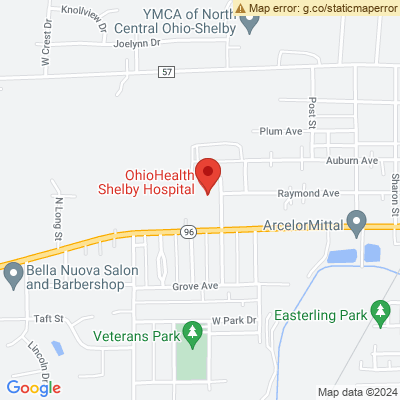 Map error: g.co/staticmaperror
Knollview Dr
W Crest Dr
Joelynn Dr
YMCA of North
Central Ohio-Shelby
57
Post St
Plum Ave
Auburn Ave
OhioHealth
Shelby Hospital
Raymond Ave
Sharon St
N Long St
ArcelorMittal
96
Bella Nuova Salon
and Barbershop
Grove Ave
Taft St
W Park Dr
Easterling Park
Veterans Park
Lincoln Dr
Google
Map data ©2024